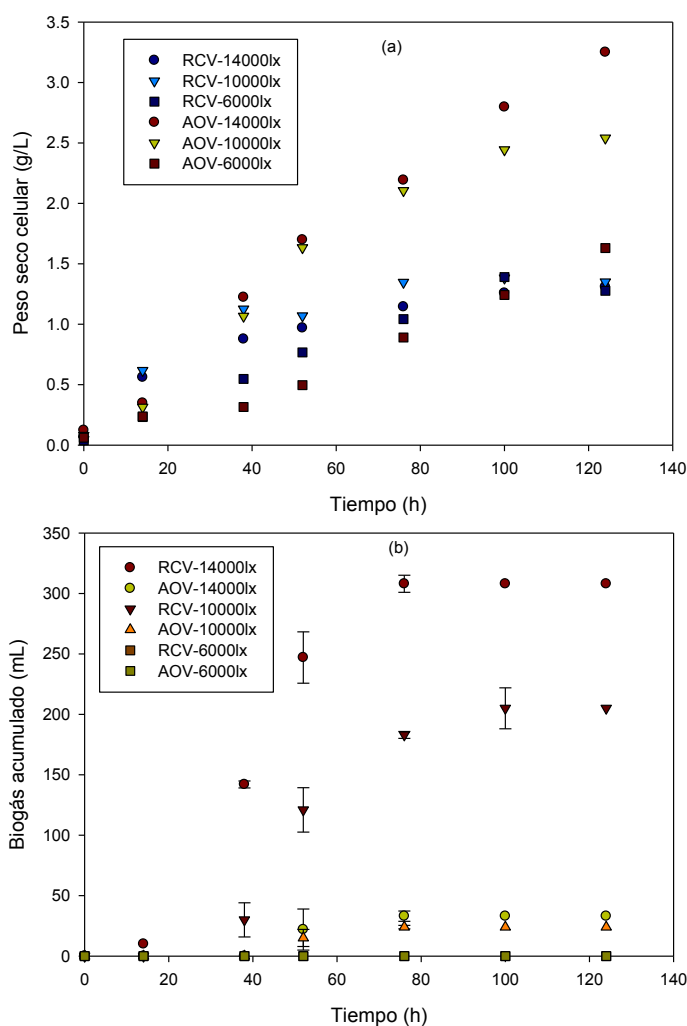 (a)
RCV-14000lx
RCV-10000lx
RCV-6000lx
AOV-14000lx
AOV-10000lx
AOV-6000lx
Peso seco celular (g/L)
3.5
3.0
2.5
2.0
1.5
1.0
0.5
0.0
0 20 40 60 80 100 120 140
Tiempo (h)
(b)
RCV-14000lx
AOV-14000lx
RCV-10000lx
AOV-10000lx
RCV-6000lx
AOV-6000lx
Biogás acumulado (mL)
350
300
250
200
150
100
50
0
0 20 40 60 80 100 120 140
Tiempo (h)